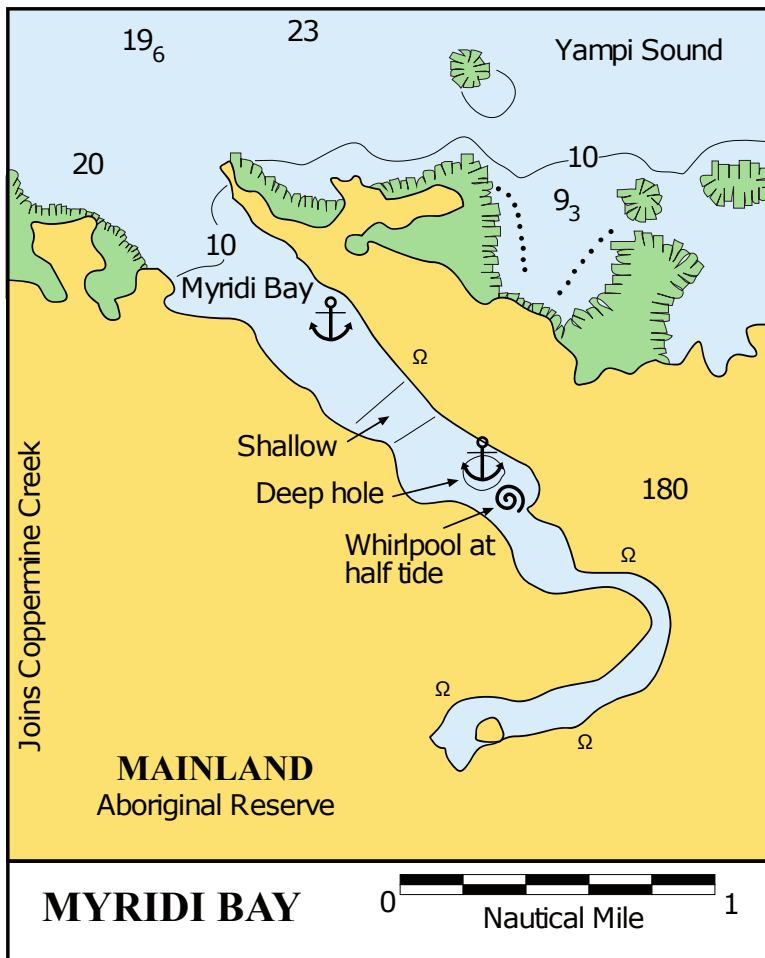 23
19₆
Yampi Sound
20
10
9₃
10
Myridi Bay
Ω
Shallow
Deep hole
180
Whirlpool at
half tide
Ω
Joins Coppermine Creek
Ω
Ω
MAINLAND
Aboriginal Reserve
MYRIDI BAY
0
1
Nautical Mile